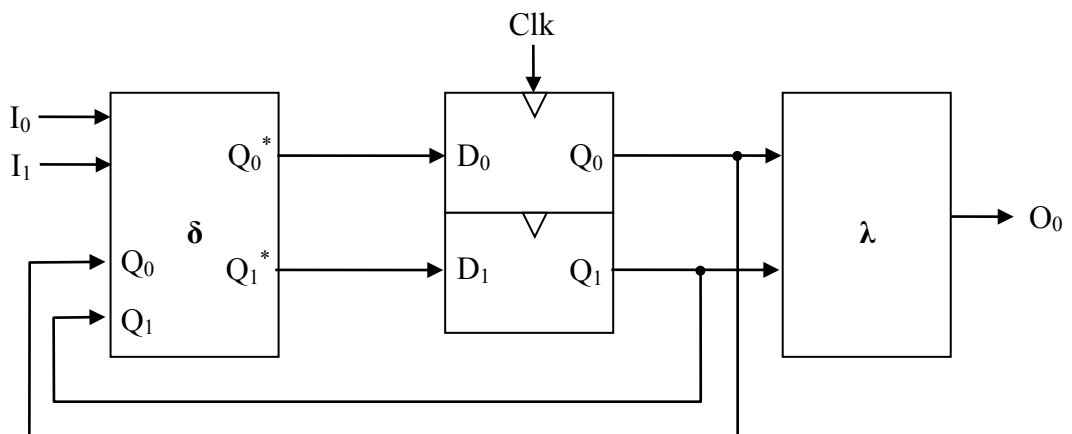 Clk
I₀
I₁
Q₀*
D₀
Q₀
δ
λ
O₀
Q₀
Q₁*
D₁
Q₁
Q₁